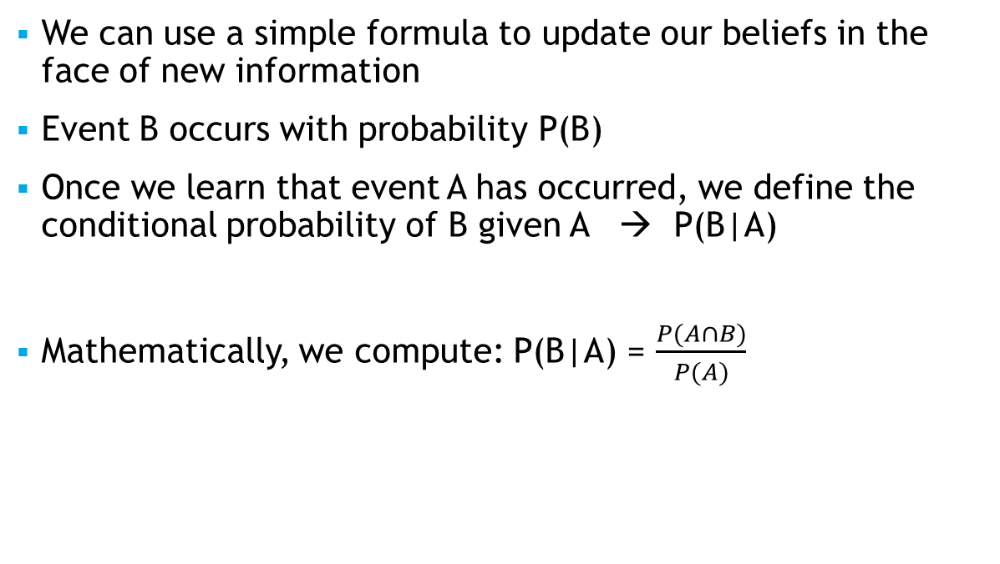 ▪ We can use a simple formula to update our beliefs in the
face of new information
▪ Event B occurs with probability P(B)
▪ Once we learn that event A has occurred, we define the
conditional probability of B given A → P(B|A)
▪ Mathematically, we compute: P(B|A) = \frac{P(A∩B)}{P(A)}